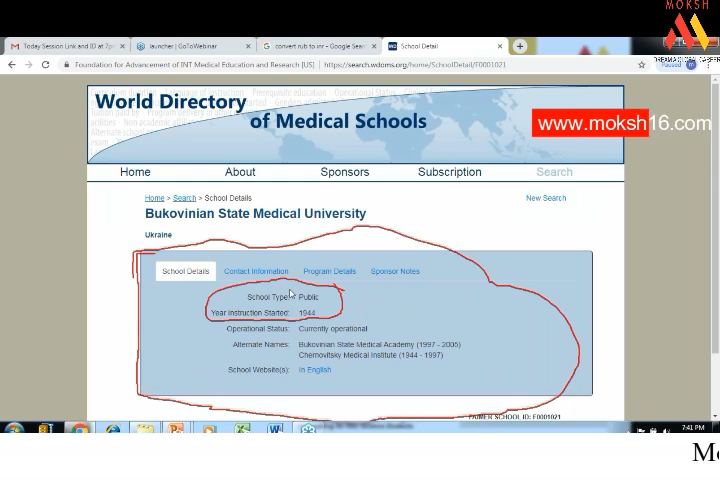 MOKSH
Today Session Link and ID at 7p
launcher | GoToWebinar
convert rub to inr - Google Sear
School Detail
DREAM A GLOBAL CAREER
Foundation for Advancement of INT Medical Education and Research [US] | https://search.wdoms.org/home/SchoolDetail/F0001021
Paused
World Directory
of Medical Schools
www.moksh16.com
Home About Sponsors Subscription Search
Home > Search > School Details
New Search
Bukovinian State Medical University
Ukraine
School Details Contact Information Program Details Sponsor Notes
School Type: Public
Year Instruction Started: 1944
Operational Status: Currently operational
Alternate Names: Bukovinian State Medical Academy (1997 - 2005)
Chernovitsky Medical Institute (1944 - 1997)
School Website(s): In English
FAIMER SCHOOL ID: F0001021
7:41 PM